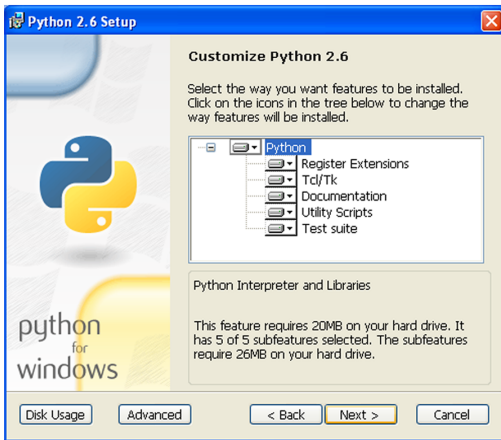 Python 2.6 Setup
Customize Python 2.6
Select the way you want features to be installed.
Click on the icons in the tree below to change the
way features will be installed.
Python
Register Extensions
Tcl/Tk
Documentation
Utility Scripts
Test suite
Python Interpreter and Libraries
This feature requires 20MB on your hard drive. It
has 5 of 5 subfeatures selected. The subfeatures
require 26MB on your hard drive.
python
for
windows
Disk Usage
Advanced
< Back
Next >
Cancel